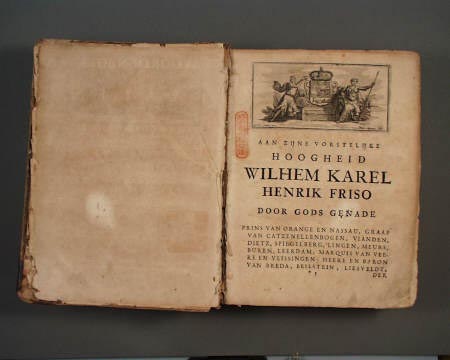 AAN ZIJNE VORSTELIJKE
HOOGHEID
WILHEM KAREL
HENRIK FRISO
DOOR GODS GENADE
PRINS VAN ORANGE EN NASSAU, GRAAF
VAN CATZENELLENBOGEN, VIANDEN,
DIETZ, SPIEGELBERG, LINGEN, MEURS,
BUREN, LEERDAM, MARQUIS VAN VEE-
RE EN VLISSINGEN, HEERE EN BARON
VAN BREDA, BEILSTEIN, LIESVELDT,
DER